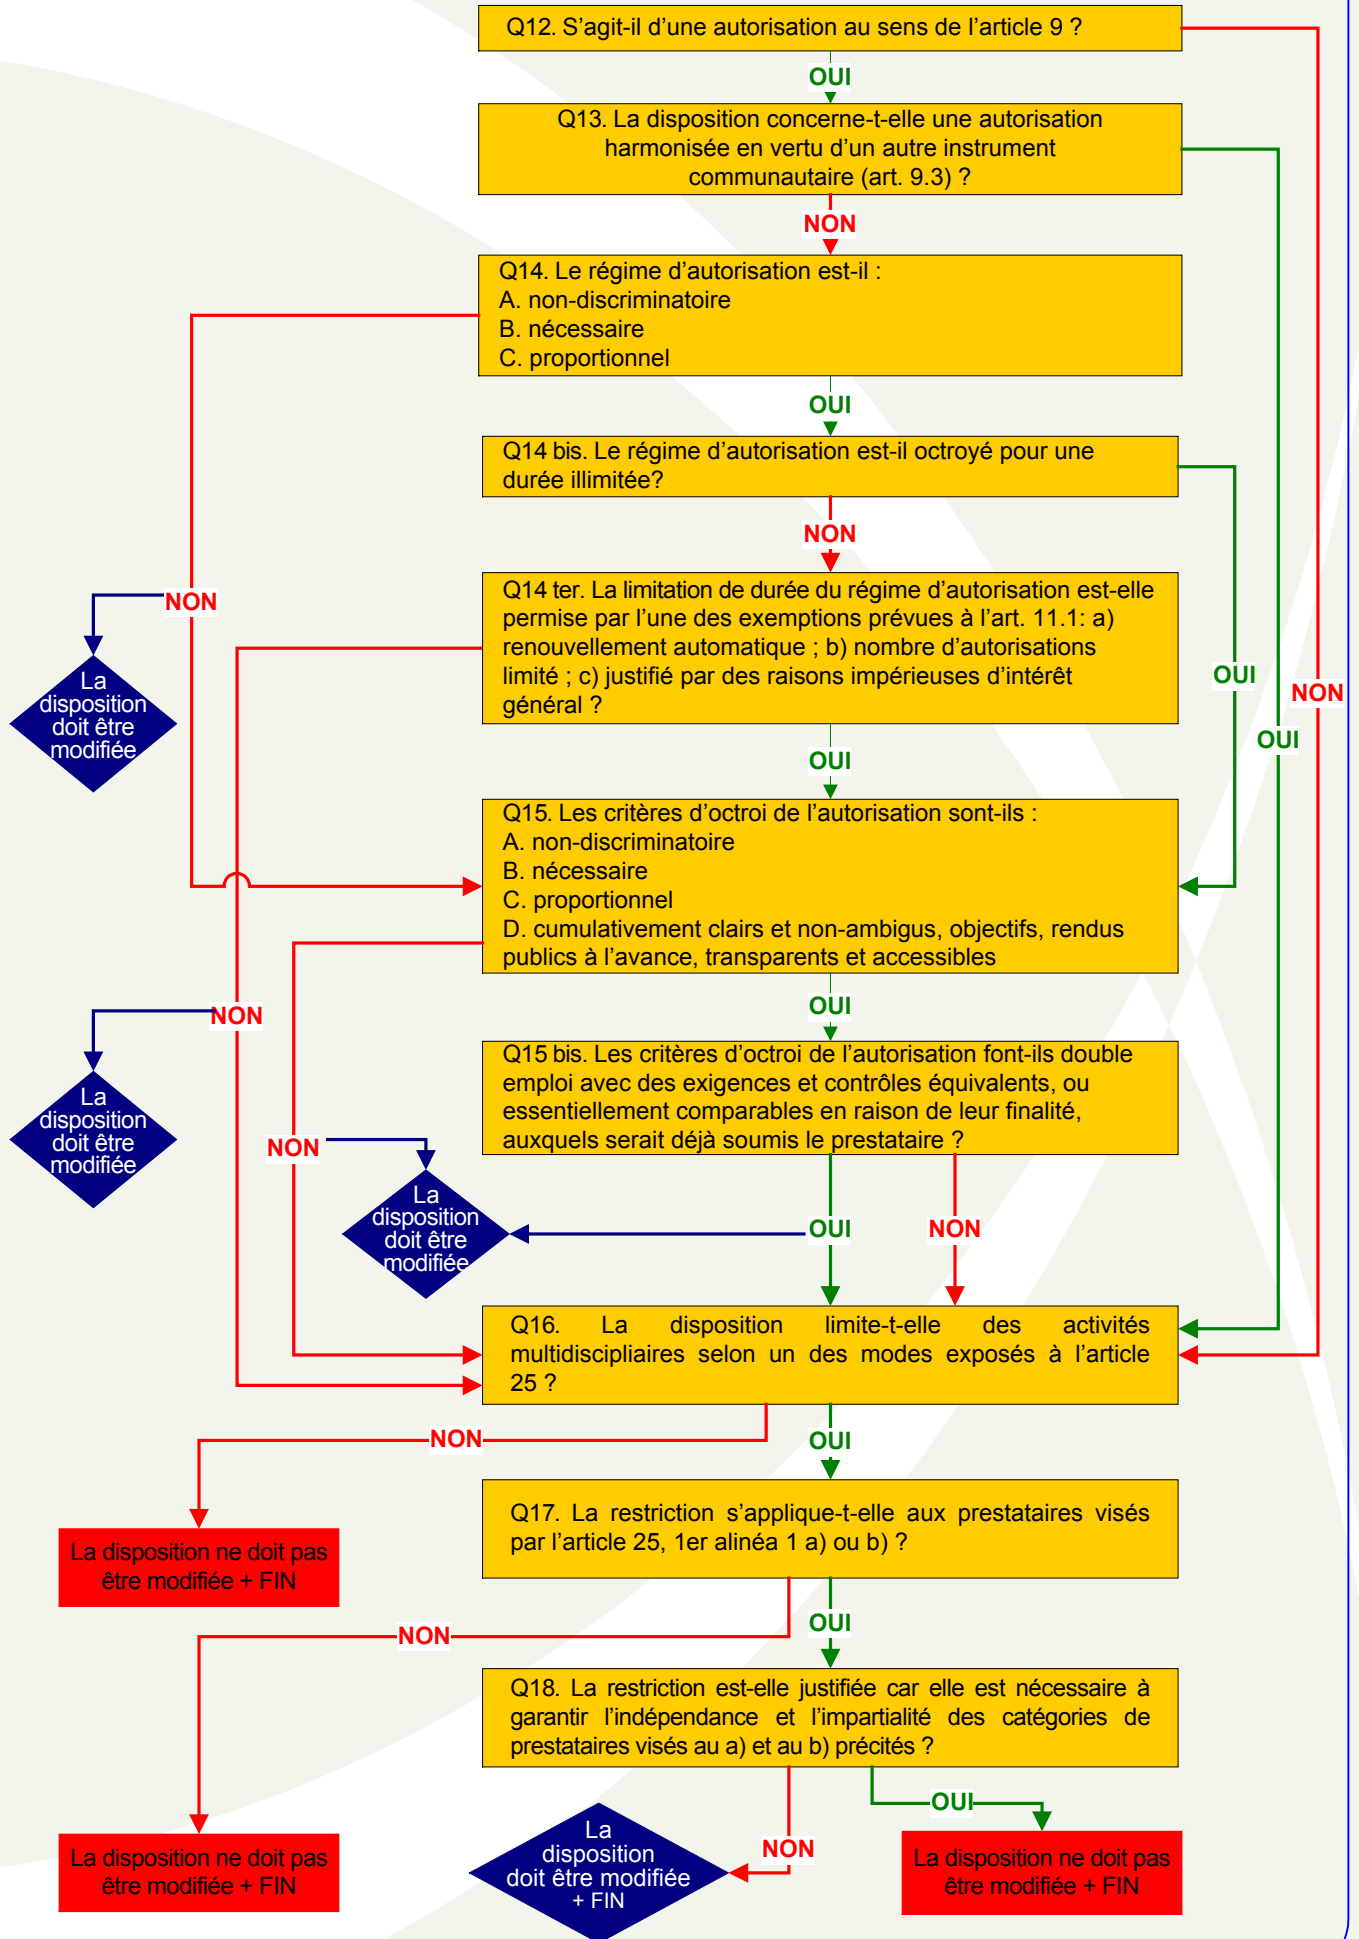 Q12. S'agit-il d'une autorisation au sens de l'article 9 ?
OUI
Q13. La disposition concerne-t-elle une autorisation
harmonisée en vertu d'un autre instrument
communautaire (art. 9.3) ?
NON
Q14. Le régime d'autorisation est-il :
A. non-discriminatoire
B. nécessaire
C. proportionnel
OUI
Q14 bis. Le régime d'autorisation est-il octroyé pour une
durée illimitée?
NON
Q14 ter. La limitation de durée du régime d'autorisation est-elle
permise par l'une des exemptions prévues à l'art. 11.1: a)
renouvellement automatique ; b) nombre d'autorisations
limité ; c) justifié par des raisons impérieuses d'intérêt
général ?
NON
La
disposition
doit être
modifiée
OUI
NON
OUI
OUI
Q15. Les critères d'octroi de l'autorisation sont-ils :
A. non-discriminatoire
B. nécessaire
C. proportionnel
D. cumulativement clairs et non-ambigus, objectifs, rendus
publics à l'avance, transparents et accessibles
NON
OUI
La
disposition
doit être
modifiée
Q15 bis. Les critères d'octroi de l'autorisation font-ils double
emploi avec des exigences et contrôles équivalents, ou
essentiellement comparables en raison de leur finalité,
auxquels serait déjà soumis le prestataire ?
NON
La
disposition
doit être
modifiée
OUI
NON
Q16. La disposition limite-t-elle des activités
multidiscipliaires selon un des modes exposés à l'article
25 ?
NON
OUI
Q17. La restriction s'applique-t-elle aux prestataires visés
par l'article 25, 1er alinéa 1 a) ou b) ?
La disposition ne doit pas
être modifiée + FIN
NON
OUI
Q18. La restriction est-elle justifiée car elle est nécessaire à
garantir l'indépendance et l'impartialité des catégories de
prestataires visés au a) et au b) précités ?
OUI
NON
La disposition ne doit pas
être modifiée + FIN
La
disposition
doit être modifiée
+ FIN
La disposition ne doit pas
être modifiée + FIN